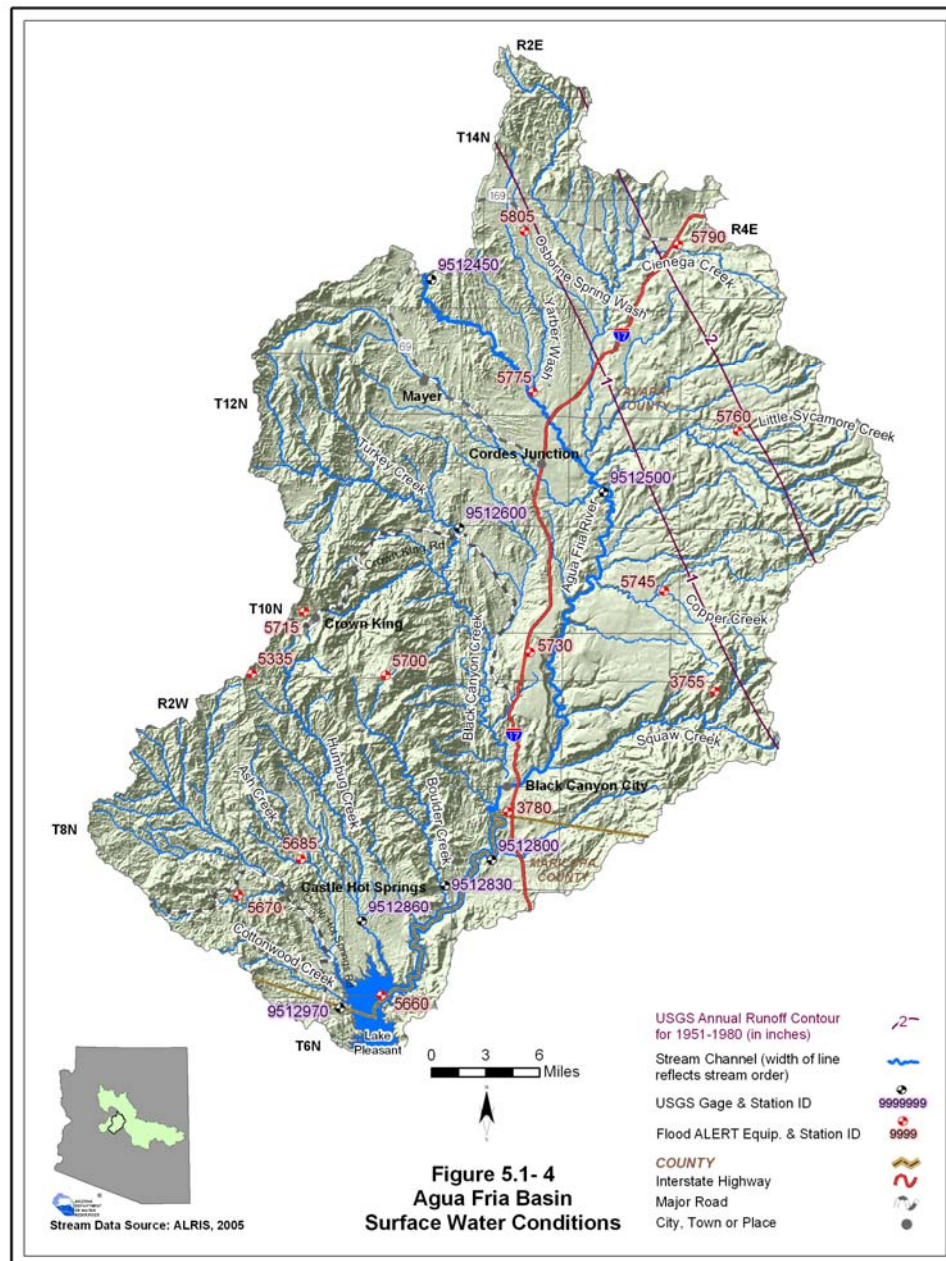 R2E
T14N
169
5805
R4E
5790
Osborne Spring Wash
Cienega Creek
9512450
Yarber Wash
17
2
69
5775
1
YAVAPAI
COUNTY
Mayer
T12N
5760
Little Sycamore Creek
Turkey Creek
Cordes Junction
9512500
9512600
Agua Fria River
Crown King Rd
5745
1
Copper Creek
T10N
5715
Crown King
Black Canyon Creek
5730
5335
5700
3755
R2W
17
Squaw Creek
Humbug Creek
Ash Creek
Boulder Creek
Black Canyon City
3780
T8N
5685
9512800
MARICOPA
COUNTY
Castle Hot Springs
9512830
5670
9512860
Cottonwood Creek
9512970
5660
T6N
Lake
Pleasant
0 3 6
Miles
USGS Annual Runoff Contour
for 1951-1980 (in inches)
2
Stream Channel (width of line
reflects stream order)
USGS Gage & Station ID
9999999
Flood ALERT Equip. & Station ID
9999
COUNTY
Interstate Highway
Major Road
City, Town or Place
Figure 5.1- 4
Agua Fria Basin
Surface Water Conditions
Stream Data Source: ALRIS, 2005